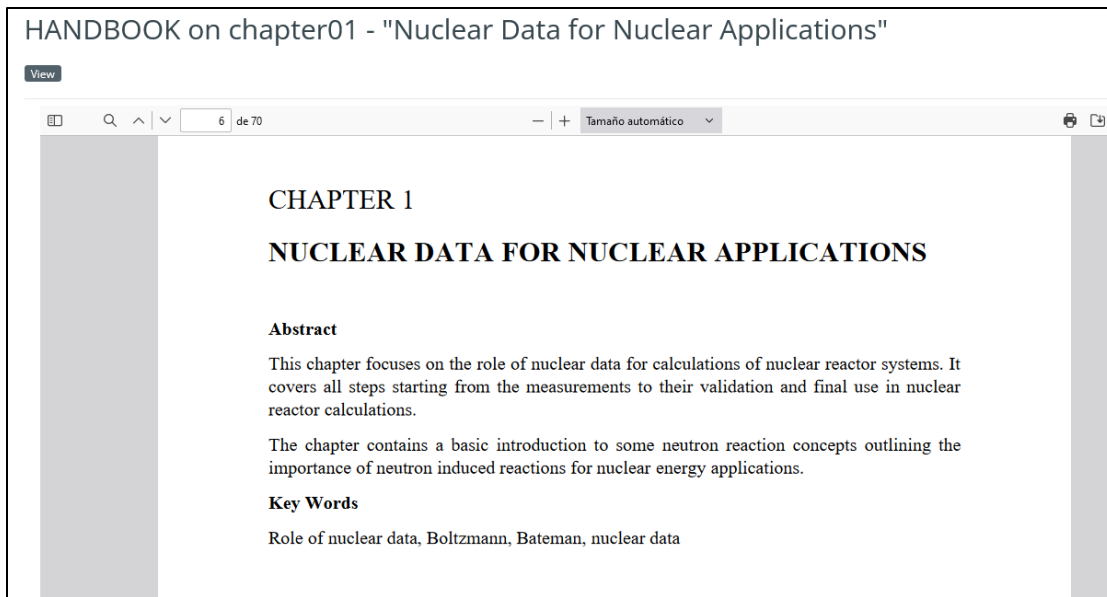 HANDBOOK on chapter01 - "Nuclear Data for Nuclear Applications"
View
6 de 70
Tamaño automático
CHAPTER 1
NUCLEAR DATA FOR NUCLEAR APPLICATIONS
Abstract
This chapter focuses on the role of nuclear data for calculations of nuclear reactor systems. It
covers all steps starting from the measurements to their validation and final use in nuclear
reactor calculations.
The chapter contains a basic introduction to some neutron reaction concepts outlining the
importance of neutron induced reactions for nuclear energy applications.
Key Words
Role of nuclear data, Boltzmann, Bateman, nuclear data